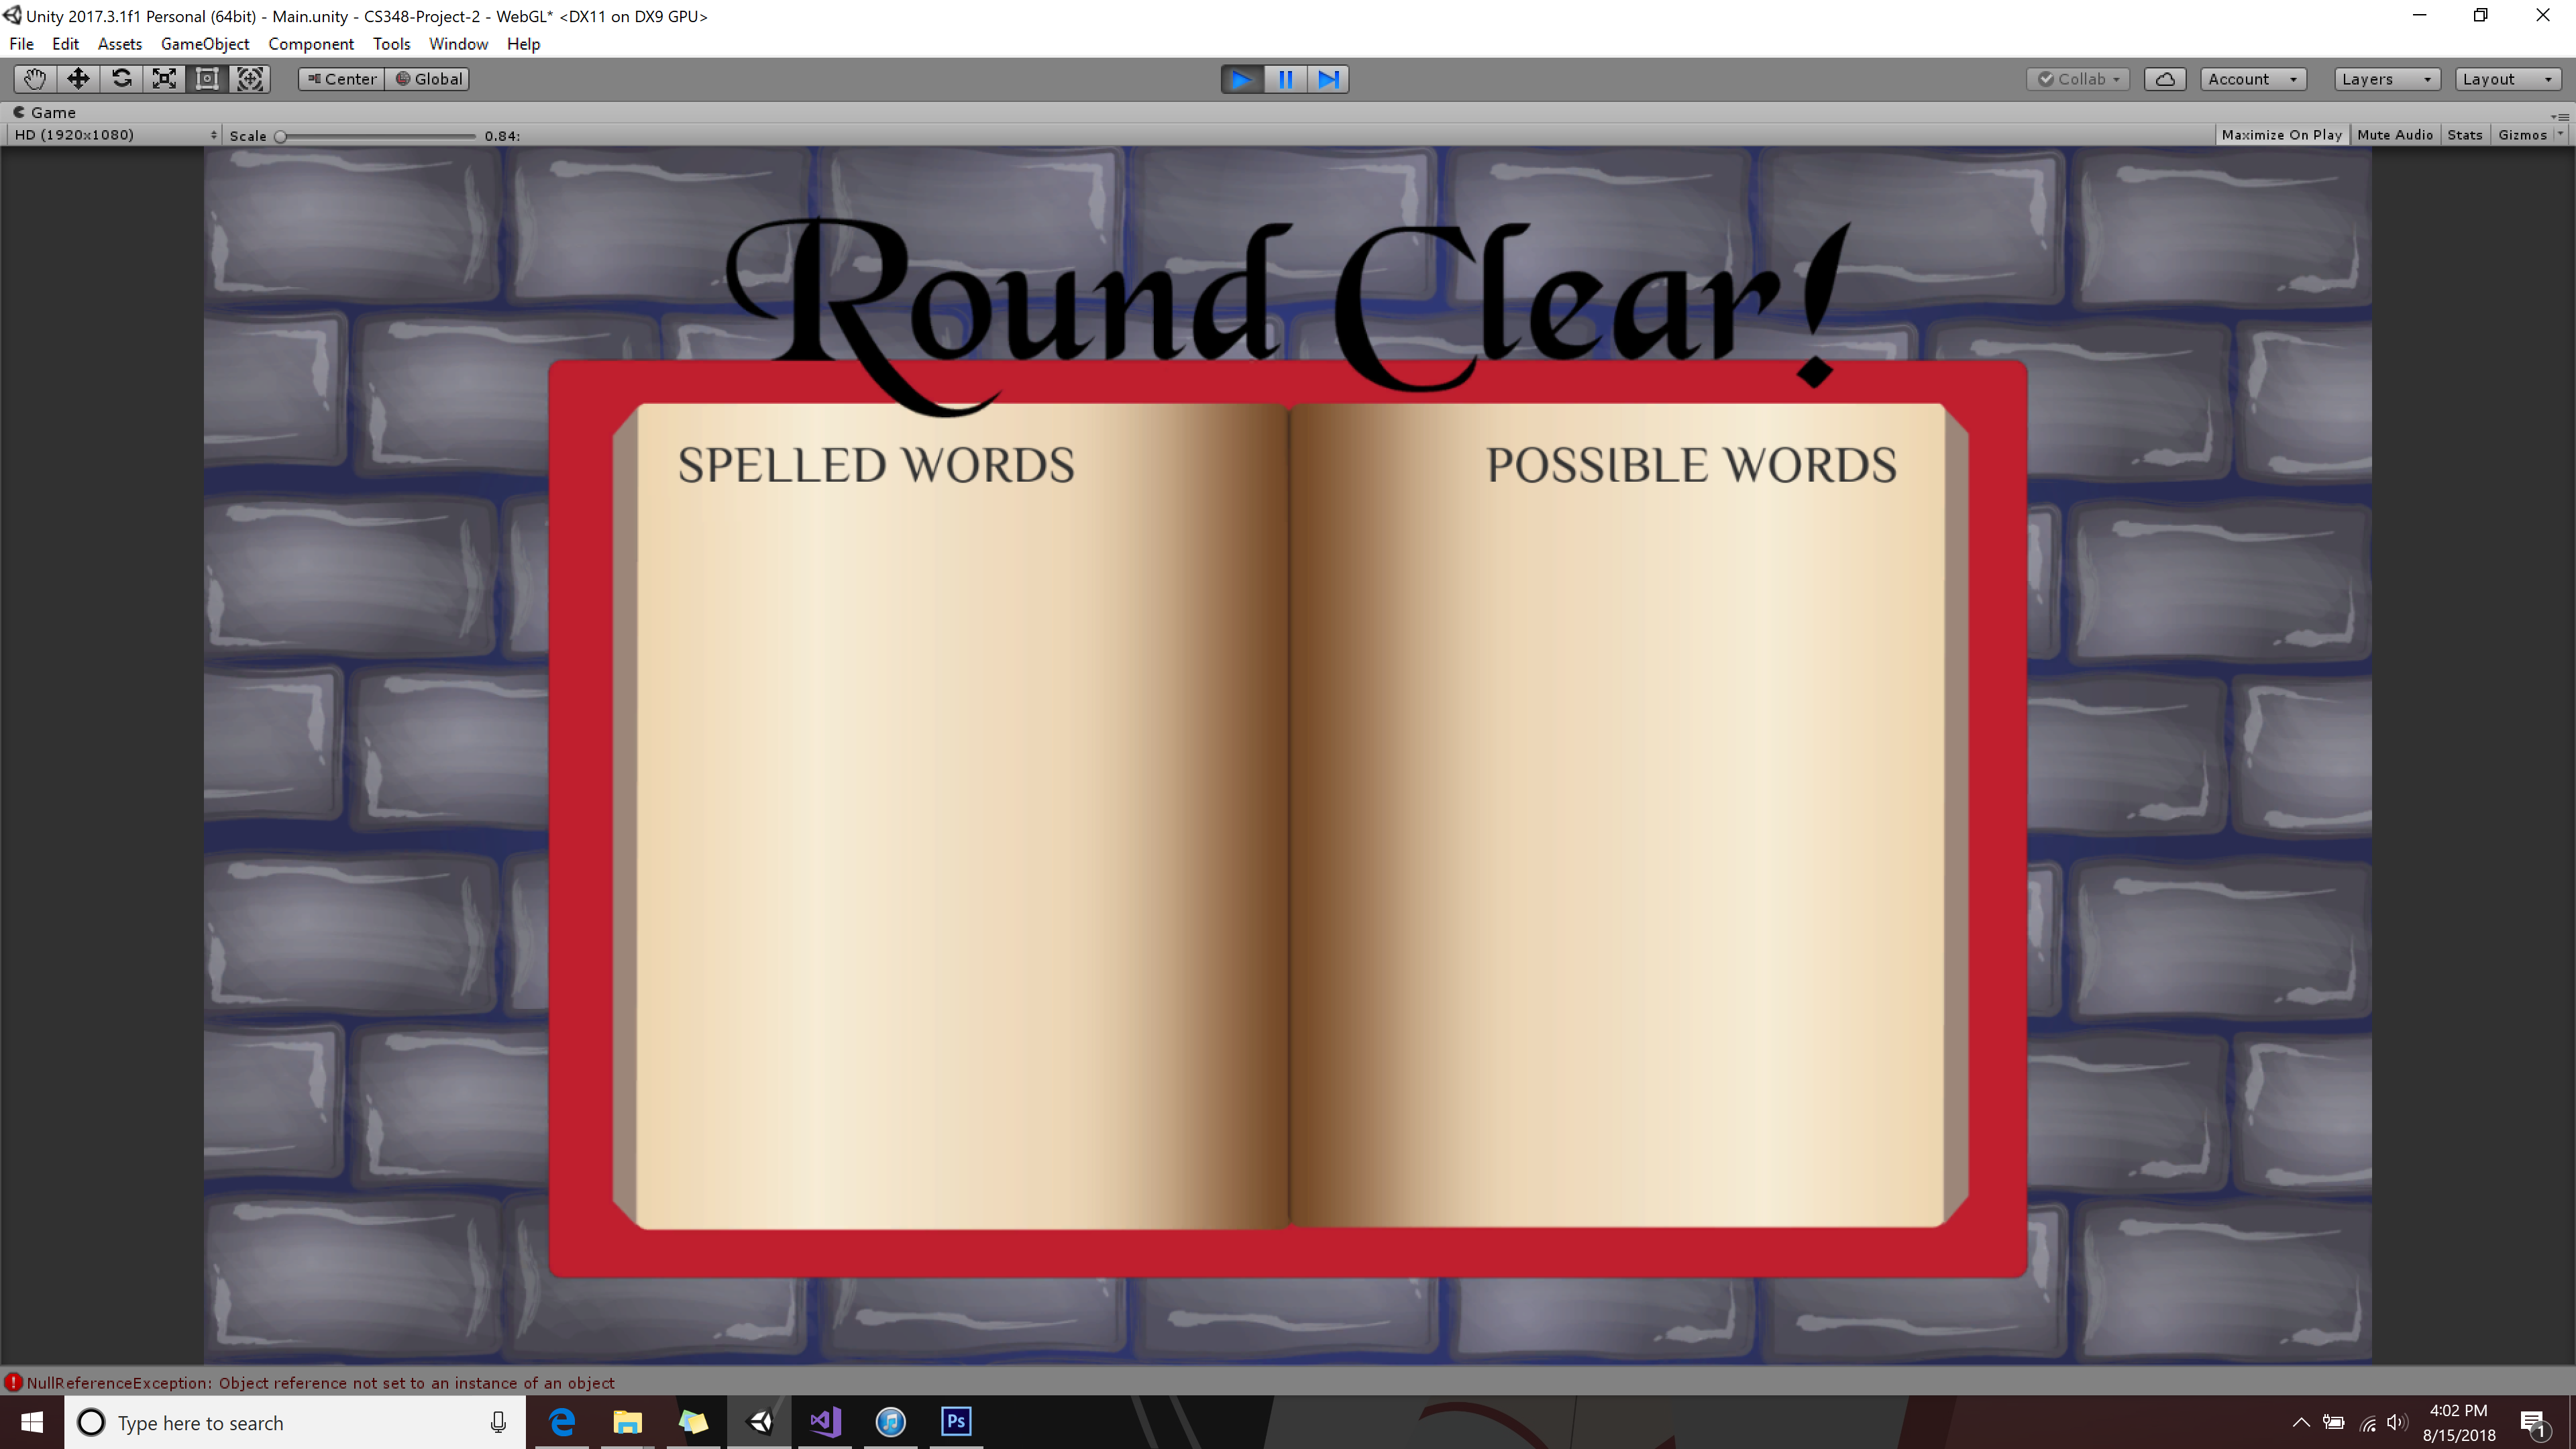 Unity 2017.3.1f1 Personal (64bit) - Main.unity - CS348-Project-2 - WebGL* <DX11 on DX9 GPU>
File Edit Assets GameObject Component Tools Window Help
Center Global Collab Account Layers Layout
Game
HD (1920x1080) Scale 0.84: Maximize On Play Mute Audio Stats Gizmos
Round Clear!
SPELLED WORDS POSSIBLE WORDS
NullReferenceException: Object reference not set to an instance of an object
Type here to search Ps 4:02 PM
8/15/2018 1